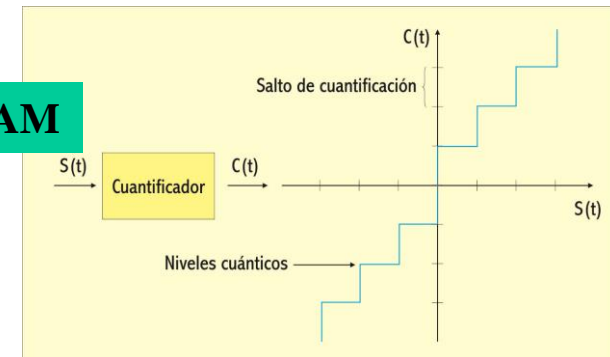 C(t)
Salto de cuantificación
AM
S(t)
Cuantificador
C(t)
S(t)
Niveles cuánticos